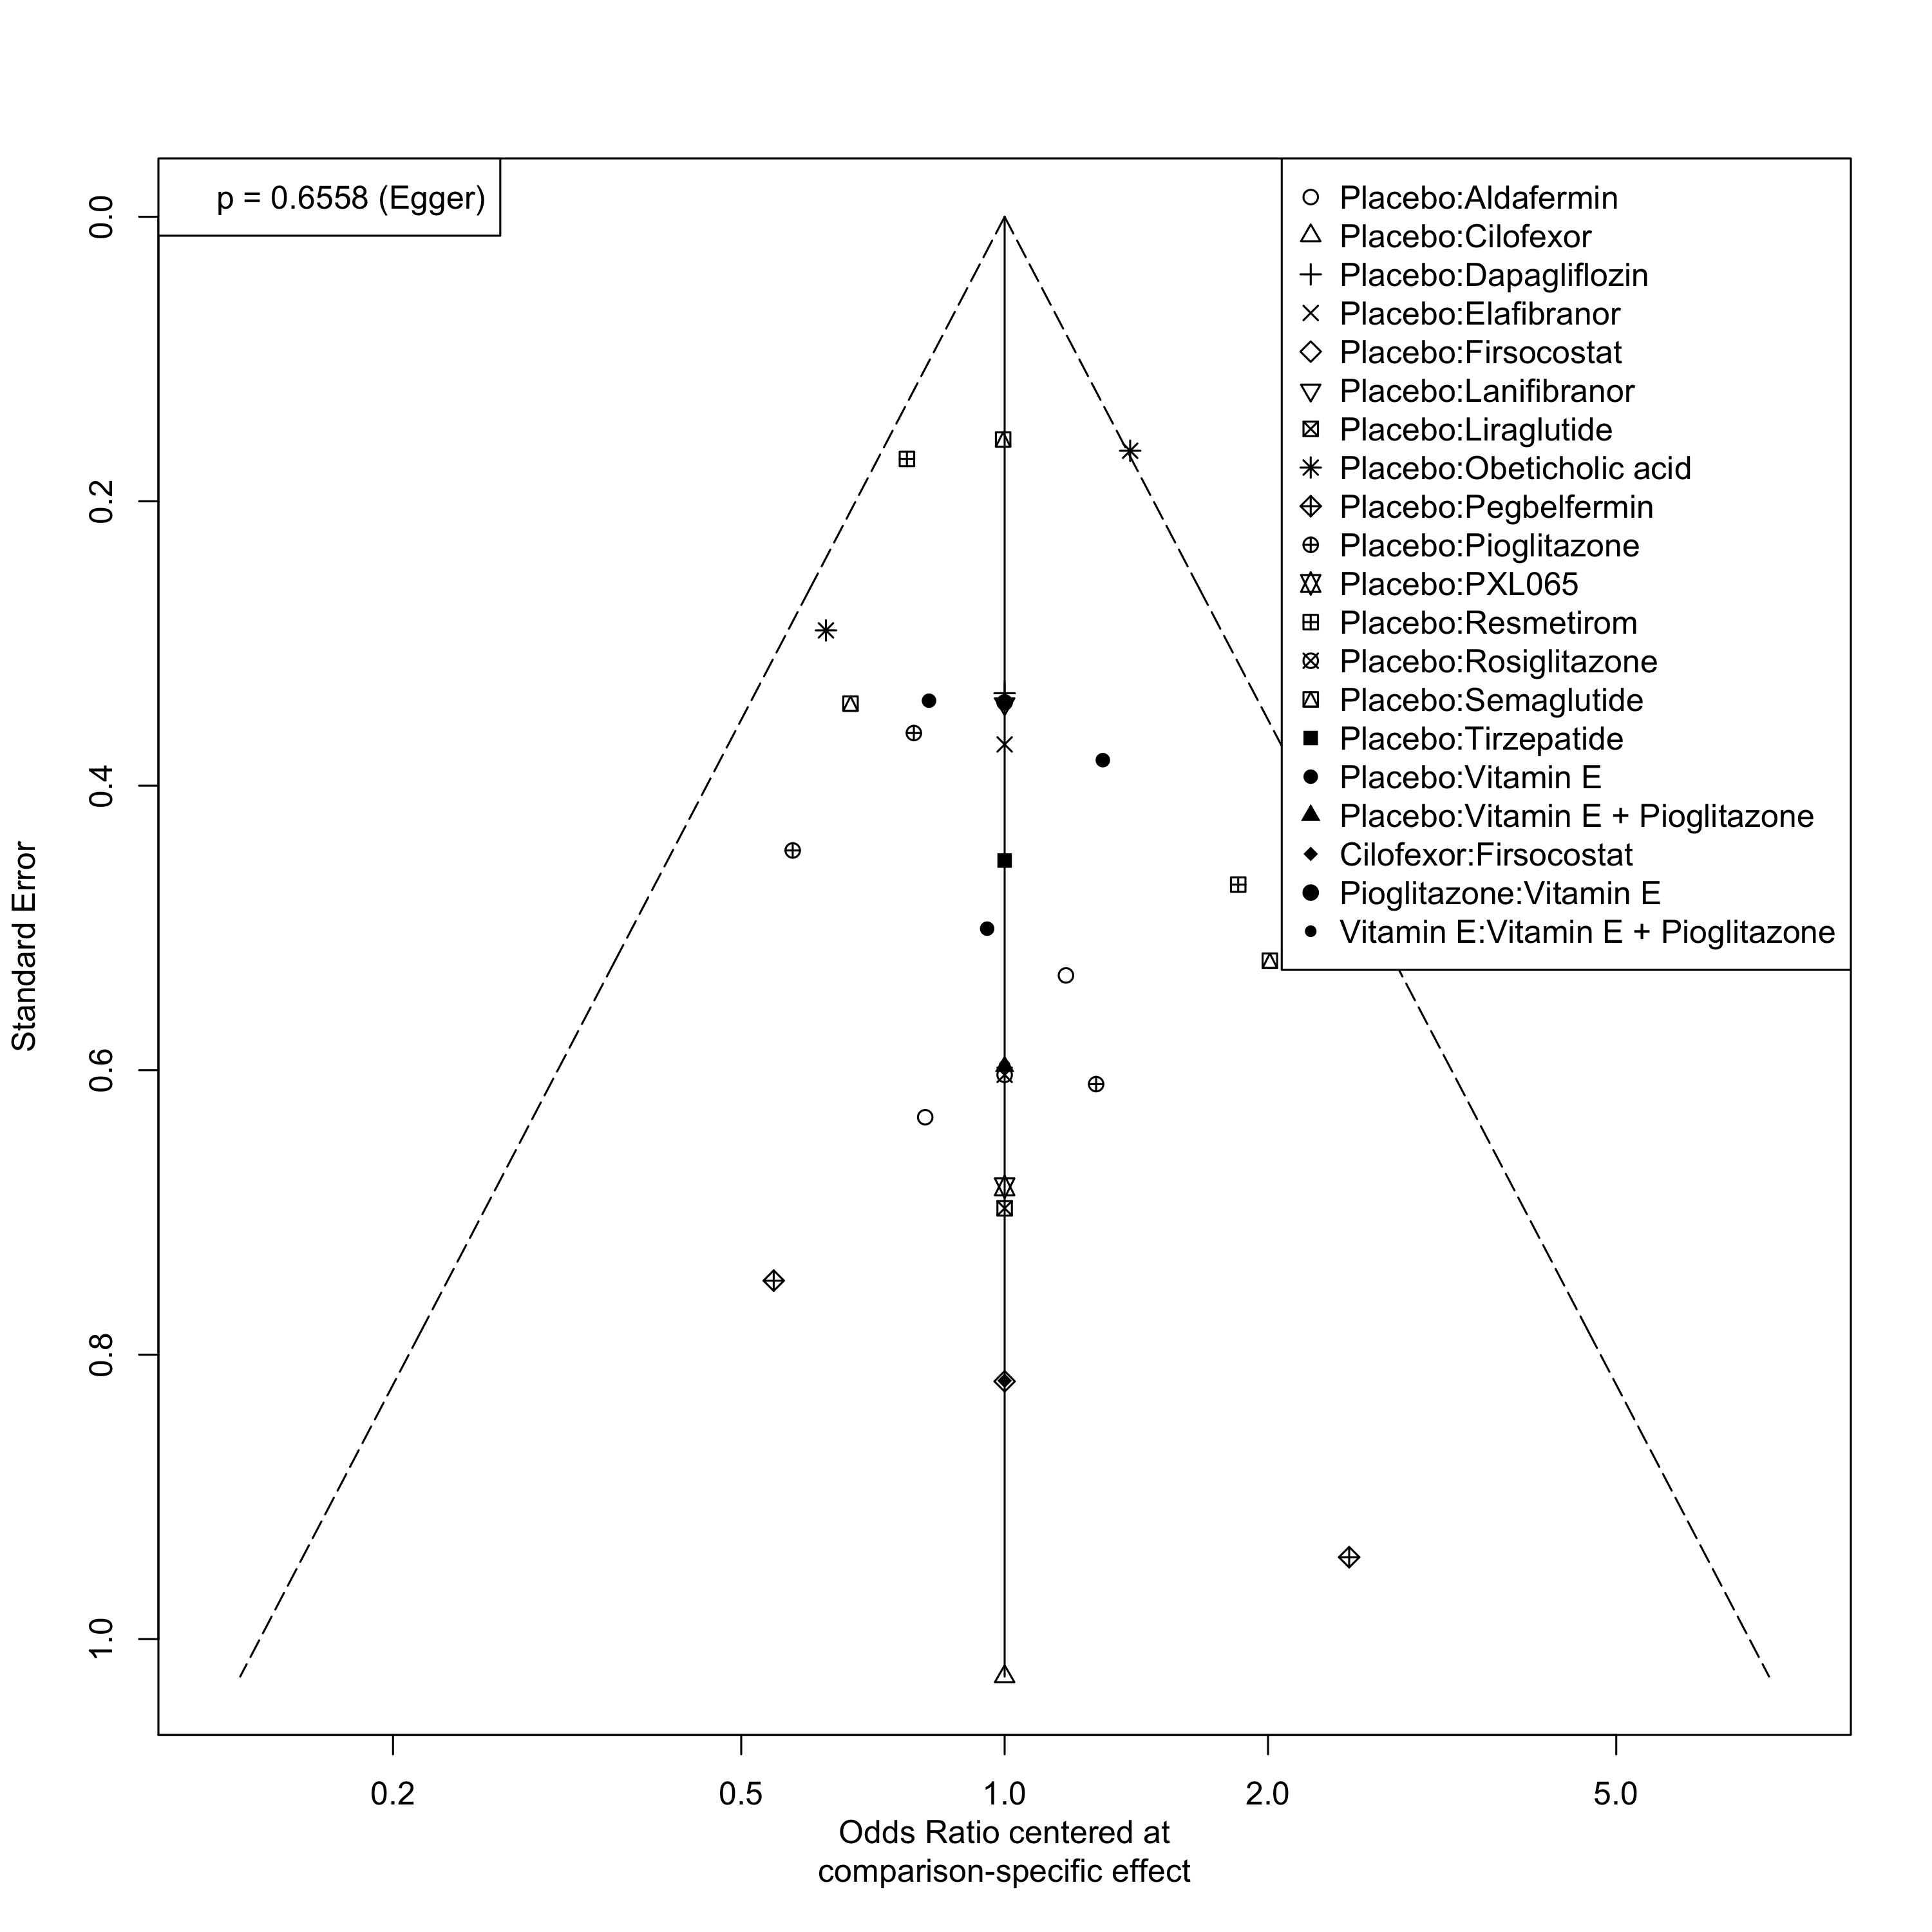 p = 0.6558 (Egger)
Placebo:Aldafermin
Placebo:Cilofexor
Placebo:Dapagliflozin
Placebo:Elafibranor
Placebo:Firsocostat
Placebo:Lanifibranor
Placebo:Liraglutide
Placebo:Obeticholic acid
Placebo:Pegbelfermin
Placebo:Pioglitazone
Placebo:PXL065
Placebo:Resmetirom
Placebo:Rosiglitazone
Placebo:Semaglutide
Placebo:Tirzepatide
Placebo:Vitamin E
Placebo:Vitamin E + Pioglitazone
Cilofexor:Firsocostat
Pioglitazone:Vitamin E
Vitamin E:Vitamin E + Pioglitazone
0.0
0.2
0.4
0.6
0.8
1.0
Standard Error
0.2
0.5
1.0
2.0
5.0
Odds Ratio centered at
comparison-specific effect